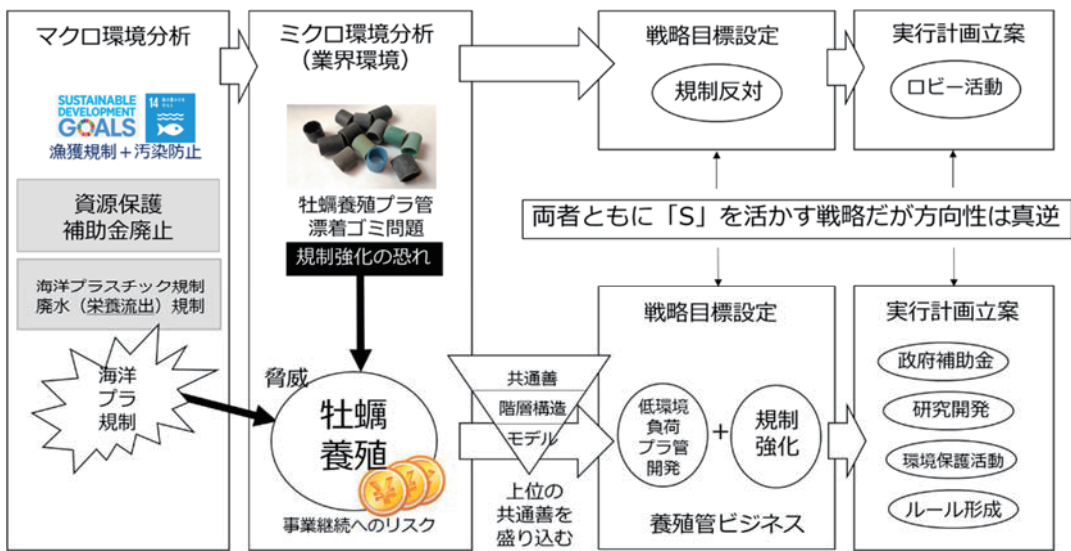 マクロ環境分析
SUSTAINABLE
DEVELOPMENT
GOALS
14
漁獲規制＋汚染防止
資源保護
補助金廃止
海洋プラスチック規制
廃水（栄養流出）規制
海洋
プラ
規制
ミクロ環境分析
（業界環境）
牡蠣養殖プラ管
漂着ゴミ問題
規制強化の恐れ
脅威
牡蠣
養殖
¥
事業継続へのリスク
戦略目標設定
規制反対
実行計画立案
ロビー活動
両者ともに「S」を活かす戦略だが方向性は真逆
共通善
階層構造
モデル
上位の
共通善を
盛り込む
戦略目標設定
低環境
負荷
プラ管
開発
+
規制
強化
養殖管ビジネス
実行計画立案
政府補助金
研究開発
環境保護活動
ルール形成